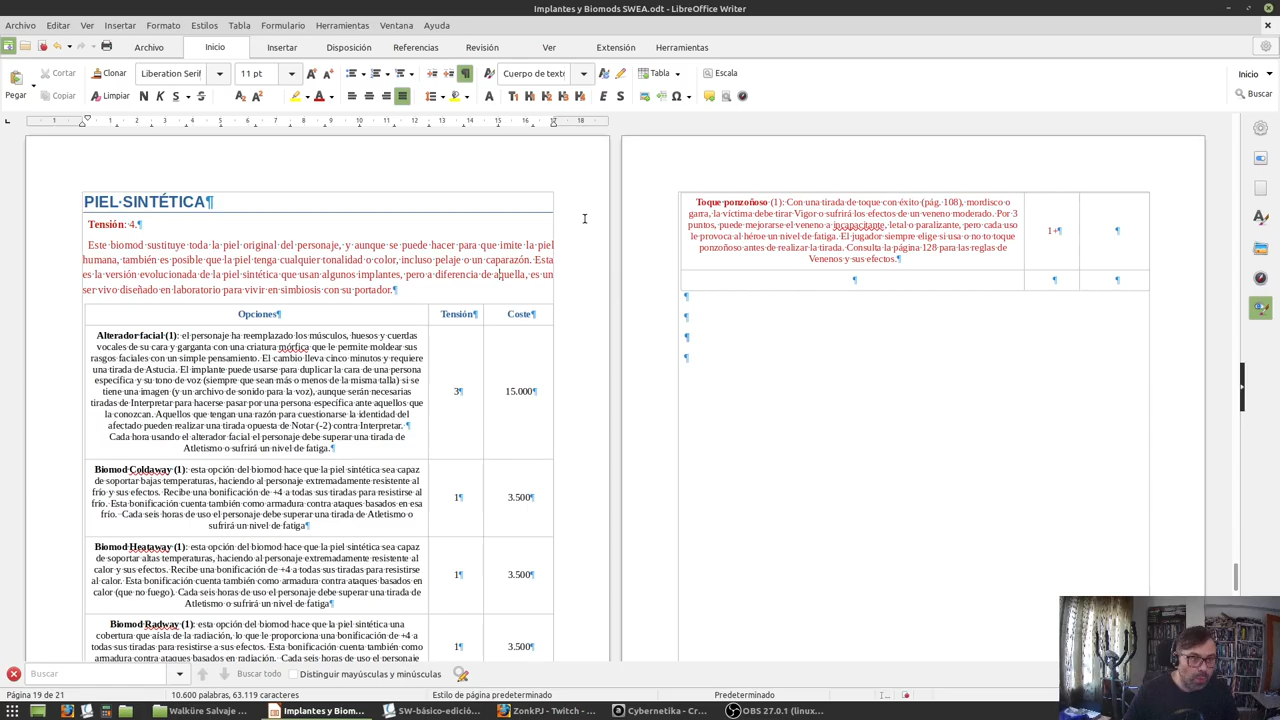 Implantes y Biomods SWEA.odt - LibreOffice Writer
Archivo Editar Ver Insertar Formato Estilos Tabla Formulario Herramientas Ventana Ayuda
Archivo Inicio Insertar Disposición Referencias Revisión Ver Extensión Herramientas
Cortar Clonar Liberation Serif 11 pt Cuerpo de texto Tabla Escala Inicio
Pegar Copiar Limpiar Buscar
PIEL·SINTÉTICA¶
Tensión: 4.¶
Este biomod sustituye toda la piel original del personaje, y aunque se puede hacer para que imite la piel
humana, también es posible que la piel tenga cualquier tonalidad o color, incluso pelaje o un caparazón. Esta
es la versión evolucionada de la piel sintética que usan algunos implantes, pero a diferencia de aquella, es un
ser vivo diseñado en laboratorio para vivir en simbiosis con su portador.¶
Opciones¶ Tensión¶ Coste¶
Alterador facial (1): el personaje ha reemplazado los músculos, huesos y cuerdas
vocales de su cara y garganta con una criatura mórfica que le permite moldear sus
rasgos faciales con un simple pensamiento. El cambio lleva cinco minutos y requiere
una tirada de Astucia. El implante puede usarse para duplicar la cara de una persona
específica y su tono de voz (siempre que sean más o menos de la misma talla) si se
tiene una imagen (y un archivo de sonido para la voz), aunque serán necesarias
tiradas de Interpretar para hacerse pasar por una persona específica ante aquellos que
la conozcan. Aquellos que tengan una razón para cuestionarse la identidad del
afectado pueden realizar una tirada opuesta de Notar (-2) contra Interpretar. ¶
Cada hora usando el alterador facial el personaje debe superar una tirada de
Atletismo o sufrirá un nivel de fatiga.¶
3¶ 15.000¶
Biomod Coldaway (1): esta opción del biomod hace que la piel sintética sea capaz
de soportar bajas temperaturas, haciendo al personaje extremadamente resistente al
frío y sus efectos. Recibe una bonificación de +4 a todas sus tiradas para resistirse al
frío. Esta bonificación cuenta también como armadura contra ataques basados en esa
frío. Cada seis horas de uso el personaje debe superar una tirada de Atletismo o
sufrirá un nivel de fatiga¶
1¶ 3.500¶
Biomod Heataway (1): esta opción del biomod hace que la piel sintética sea capaz
de soportar altas temperaturas, haciendo al personaje extremadamente resistente al
calor y sus efectos. Recibe una bonificación de +4 a todas sus tiradas para resistirse
al calor. Esta bonificación cuenta también como armadura contra ataques basados en
calor (que no fuego). Cada seis horas de uso el personaje debe superar una tirada de
Atletismo o sufrirá un nivel de fatiga¶
1¶ 3.500¶
Biomod Radway (1): esta opción del biomod hace que la piel sintética una
cobertura que aísla de la radiación, lo que le proporciona una bonificación de +4 a
todas sus tiradas para resistirse a sus efectos. Esta bonificación cuenta también como
armadura contra ataques basados en radiación. Cada seis horas de uso el personaje
1¶ 3.500¶
Toque ponzoñoso (1): Con una tirada de toque con éxito (pág. 108), mordisco o
garra, la víctima debe tirar Vigor o sufrirá los efectos de un veneno moderado. Por 3
puntos, puede mejorarse el veneno a incapacitante, letal o paralizante, pero cada uso
le provoca al héroe un nivel de fatiga. El jugador siempre elige si usa o no su toque
ponzoñoso antes de realizar la tirada. Consulta la página 128 para las reglas de
Venenos y sus efectos.¶
1+¶ ¶
Buscar Buscar todo Distinguir mayúsculas y minúsculas
Página 19 de 21 10.600 palabras, 63.119 caracteres Estilo de página predeterminado Predeterminado
Walküre Salvaje Implantes y Biom... SW-básico-edició... ZonkPJ - Twitch - ... Cybernetika - Cr... OBS 27.0.1 (linux...